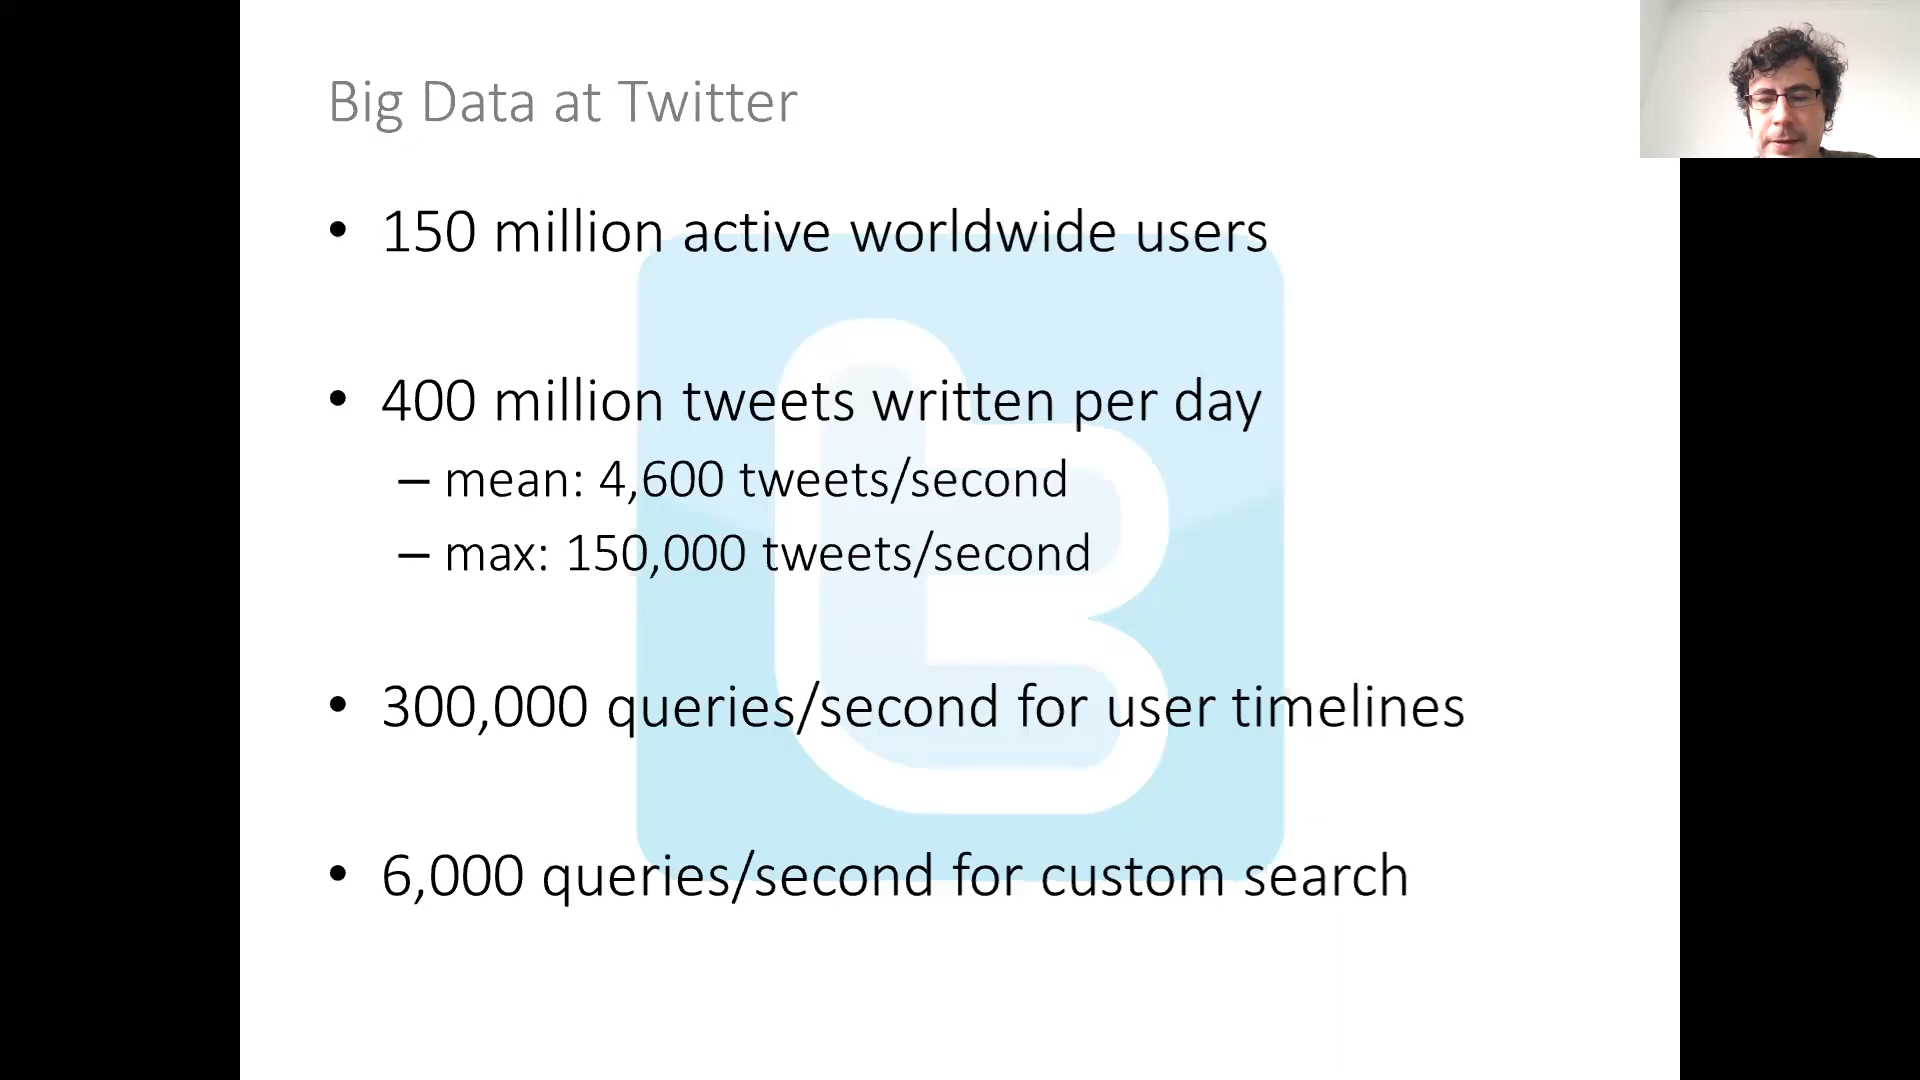 Big Data at Twitter
• 150 million active worldwide users
• 400 million tweets written per day
– mean: 4,600 tweets/second
– max: 150,000 tweets/second
• 300,000 queries/second for user timelines
• 6,000 queries/second for custom search